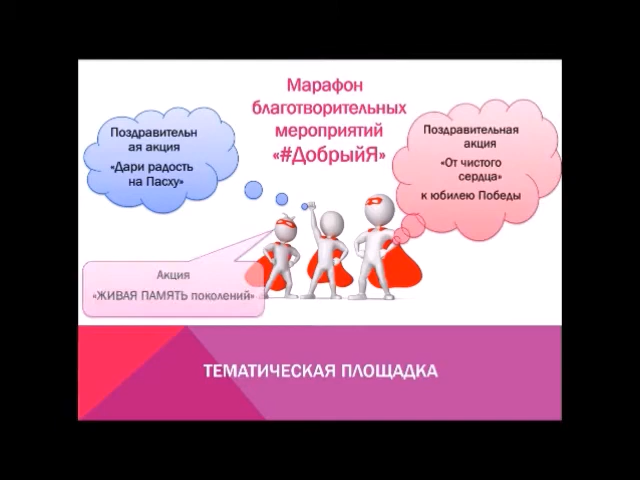 Марафон
благотворительных
мероприятий
«#ДобрыйЯ»
Поздравительн
ая акция
«Дари радость
на Пасху»
Поздравительная
акция
«От чистого
сердца»
к юбилею Победы
Акция
«ЖИВАЯ ПАМЯТЬ поколений»
ТЕМАТИЧЕСКАЯ ПЛОЩАДКА